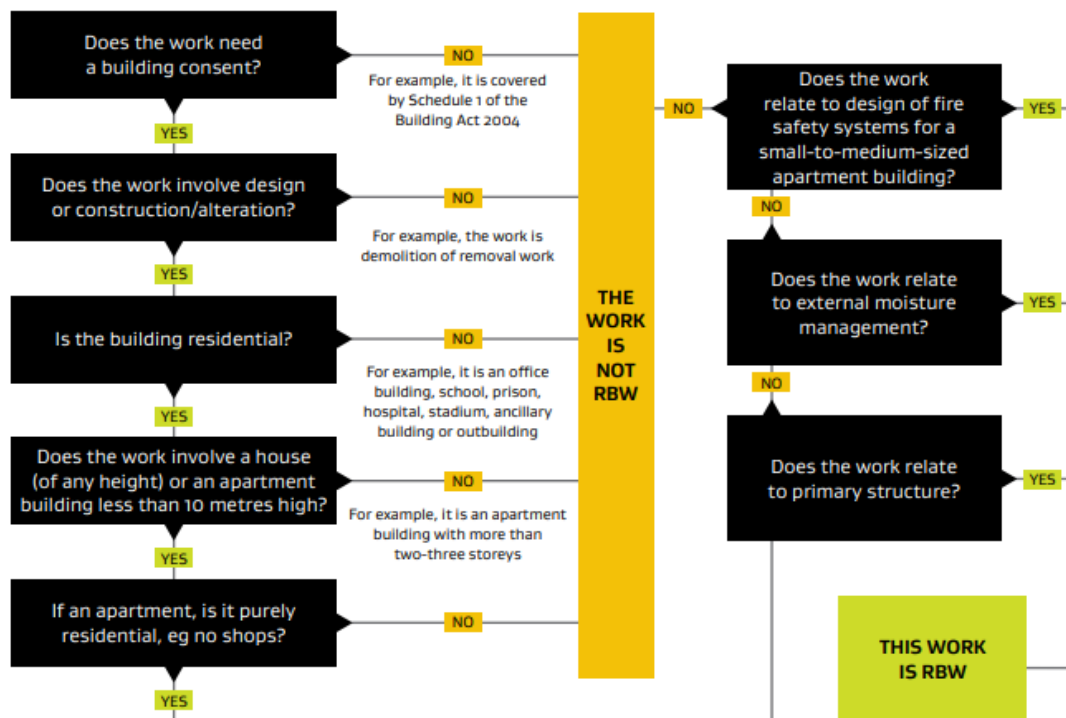 Does the work need
a building consent?
NO
For example, it is covered
by Schedule 1 of the
Building Act 2004
YES
Does the work involve design
or construction/alteration?
NO
For example, the work is
demolition of removal work
YES
Is the building residential?
NO
For example, it is an office
building, school, prison,
hospital, stadium, ancillary
building or outbuilding
YES
Does the work involve a house
(of any height) or an apartment
building less than 10 metres high?
NO
For example, it is an apartment
building with more than
two-three storeys
YES
If an apartment, is it purely
residential, eg no shops?
NO
YES
THE
WORK
IS
NOT
RBW
NO
Does the work
relate to design of fire
safety systems for a
small-to-medium-sized
apartment building?
YES
NO
Does the work relate
to external moisture
management?
YES
NO
Does the work relate
to primary structure?
YES
THIS WORK
IS RBW